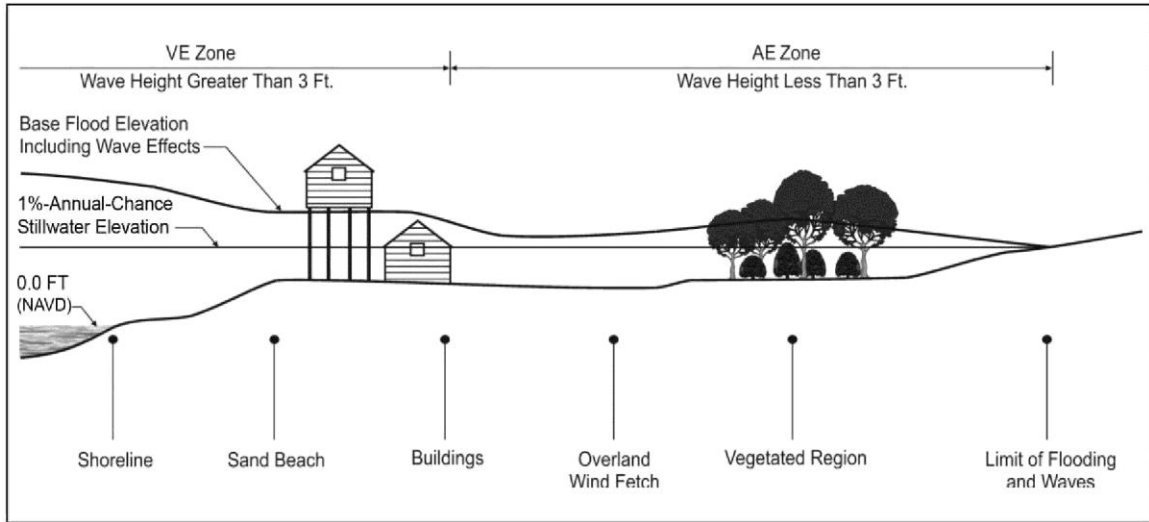 VE Zone
Wave Height Greater Than 3 Ft.
AE Zone
Wave Height Less Than 3 Ft.
Base Flood Elevation
Including Wave Effects
1%-Annual-Chance
Stillwater Elevation
0.0 FT
(NAVD)
Shoreline
Sand Beach
Buildings
Overland
Wind Fetch
Vegetated Region
Limit of Flooding
and Waves